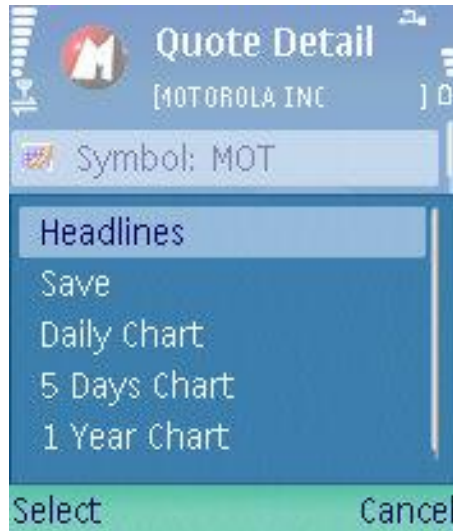 Quote Detail
[MOTOROLA INC ]
Symbol: MOT
Headlines
Save
Daily Chart
5 Days Chart
1 Year Chart
Select Cancel